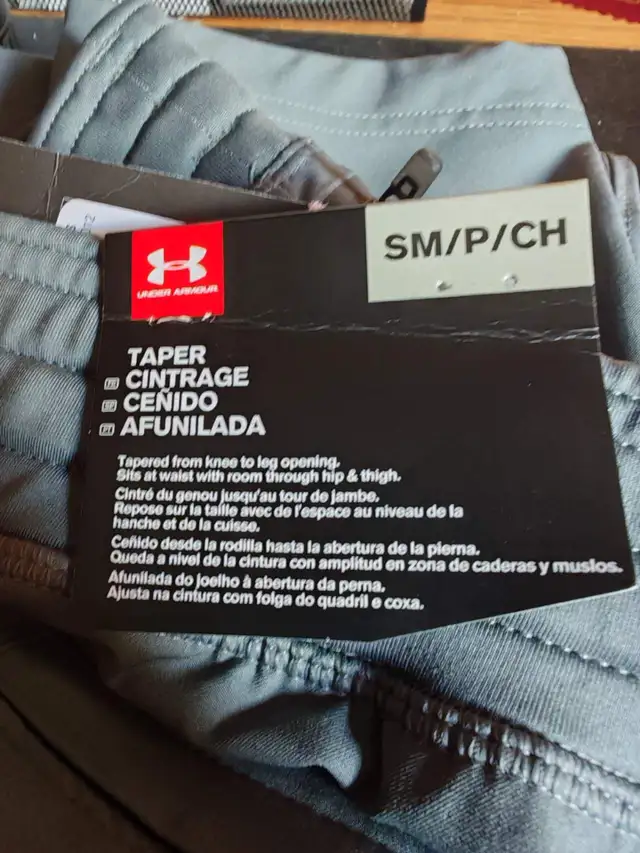 UNDER ARMOUR
SM/P/CH
TAPER
FR CINTRAGE
CEÑIDO
PT AFUNILADA
Tapered from knee to leg opening.
Sits at waist with room through hip & thigh.
Cintré du genou jusqu'au tour de jambe.
Repose sur la taille avec de l'espace au niveau de la
hanche et de la cuisse.
Ceñido desde la rodilla hasta la abertura de la pierna.
Queda a nivel de la cintura con amplitud en zona de caderas y muslos.
Afunilada do joelho à abertura da perna.
Ajusta na cintura com folga do quadril e coxa.